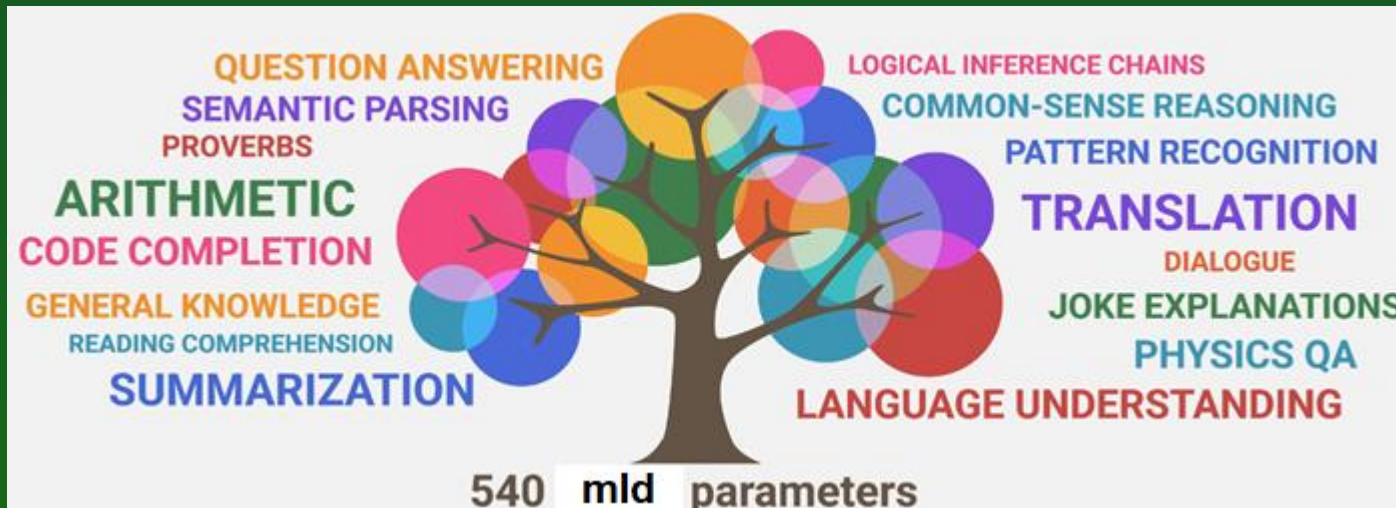 QUESTION ANSWERING
SEMANTIC PARSING
PROVERBS
ARITHMETIC
CODE COMPLETION
GENERAL KNOWLEDGE
READING COMPREHENSION
SUMMARIZATION
LOGICAL INFERENCE CHAINS
COMMON-SENSE REASONING
PATTERN RECOGNITION
TRANSLATION
DIALOGUE
JOKE EXPLANATIONS
PHYSICS QA
LANGUAGE UNDERSTANDING
540 mld parameters